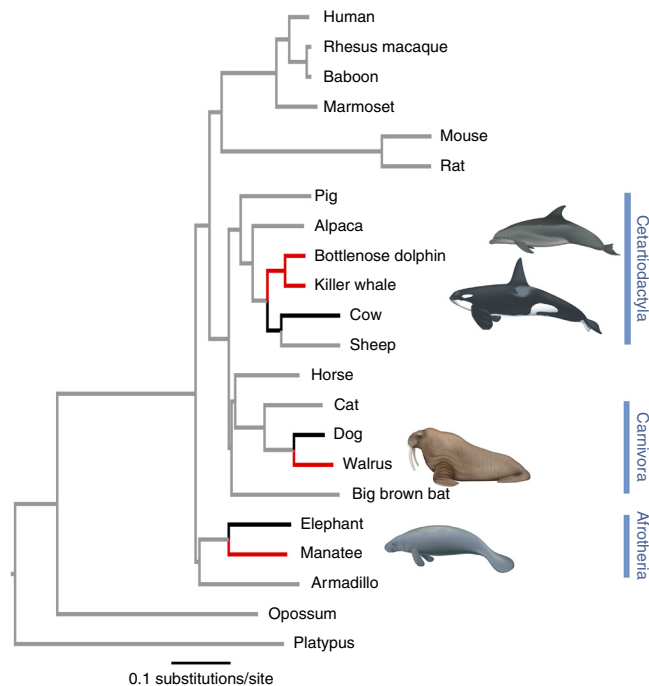 Human
Rhesus macaque
Baboon
Marmoset
Mouse
Rat
Pig
Alpaca
Bottlenose dolphin
Killer whale
Cow
Sheep
Cetartiodactyla
Horse
Cat
Dog
Walrus
Big brown bat
Carnivora
Elephant
Manatee
Armadillo
Afrotheria
Opossum
Platypus
0.1 substitutions/site